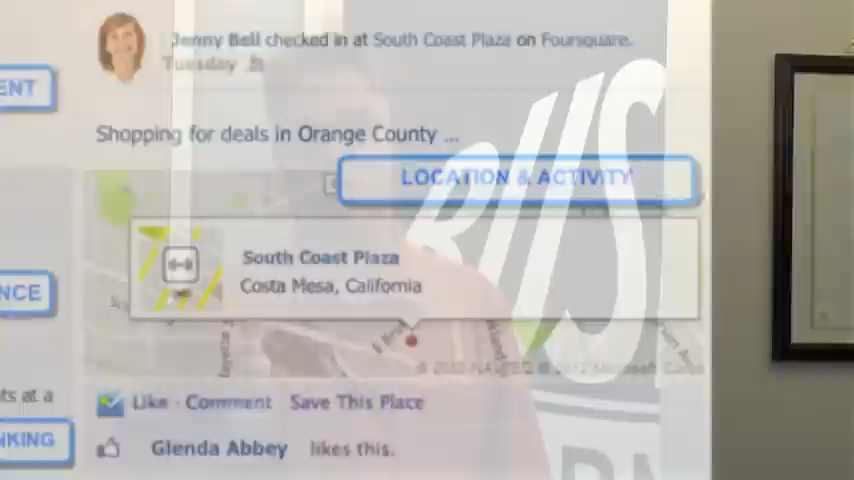 Jenny Bell checked in at South Coast Plaza on Foursquare.
Tuesday
ENT
Shopping for deals in Orange County ...
LOCATION & ACTIVITY
South Coast Plaza
Costa Mesa, California
NCE
ts at a
Like · Comment Save This Place
NKING
Glenda Abbey likes this.